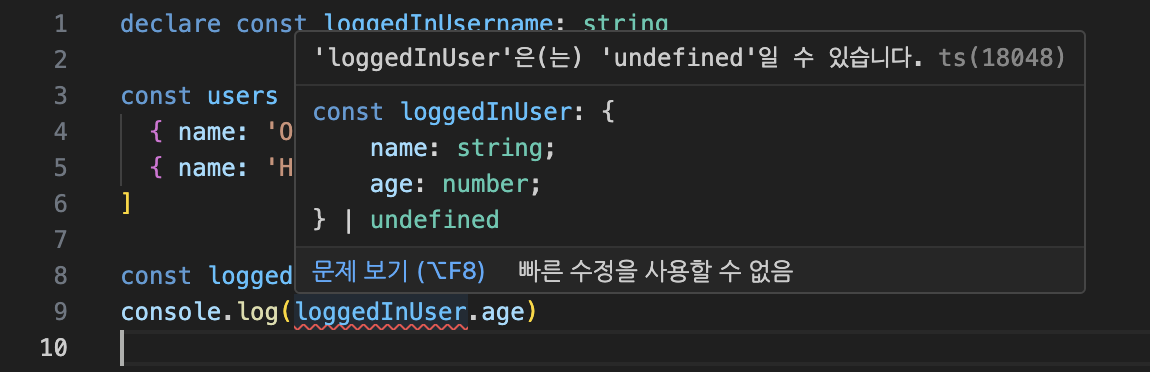 1 declare const loggedInUsername: string
'loggedInUser'은(는) 'undefined'일 수 있습니다. ts(18048)
2
3 const users
const loggedInUser: {
4 { name: 'O
name: string;
5 { name: 'H
age: number;
6 ]
} | undefined
7
8 const logged
문제 보기 (⌥F8) 빠른 수정을 사용할 수 없음
9 console.log(loggedInUser.age)
10